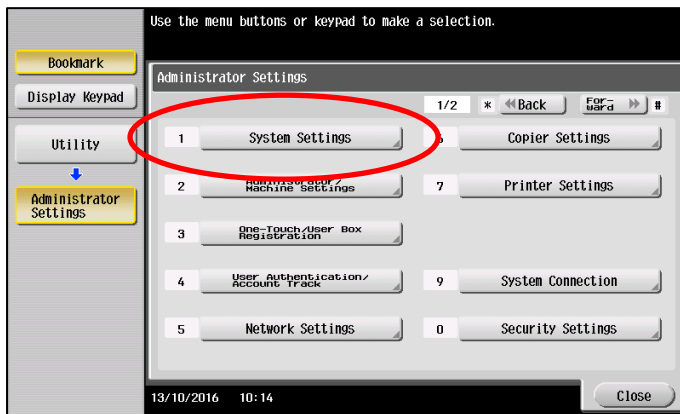 Use the menu buttons or keypad to make a selection.
Bookmark
Display Keypad
Utility
Administrator
Settings
Administrator Settings
1/2 * Back For-
ward #
1 System Settings
2 Administrator/
Machine Settings
3 One-Touch/User Box
Registration
4 User Authentication/
Account Track
5 Network Settings
6 Copier Settings
7 Printer Settings
9 System Connection
0 Security Settings
13/10/2016 10:14
Close